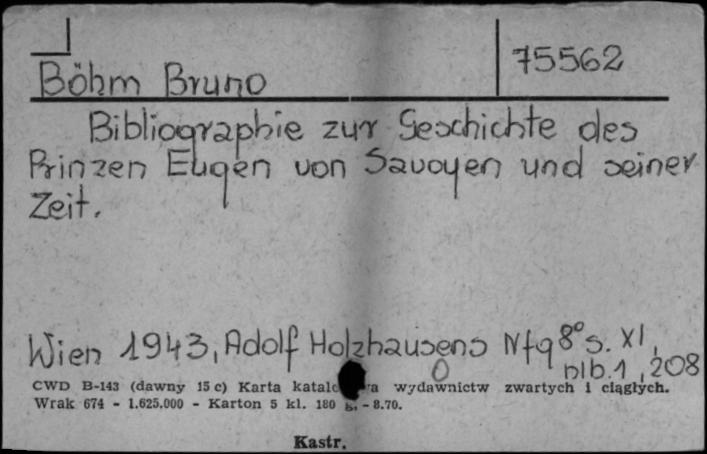 75562
Böhm Bruno
Bibliographie zur Geschichte des
Prinzen Eugen von Savoyen und seiner
Zeit.
Wien 1943, Adolf Holzhausens Nfg 8° s. XI,
nlb. 1, 208
CWD B-143 (dawny 15 c) Karta wydawnictw zwartych i ciągłych.
Wrak 674 - 1.625.000 - Karton 5 kl. 180 g, - 8.70.
Kastr.